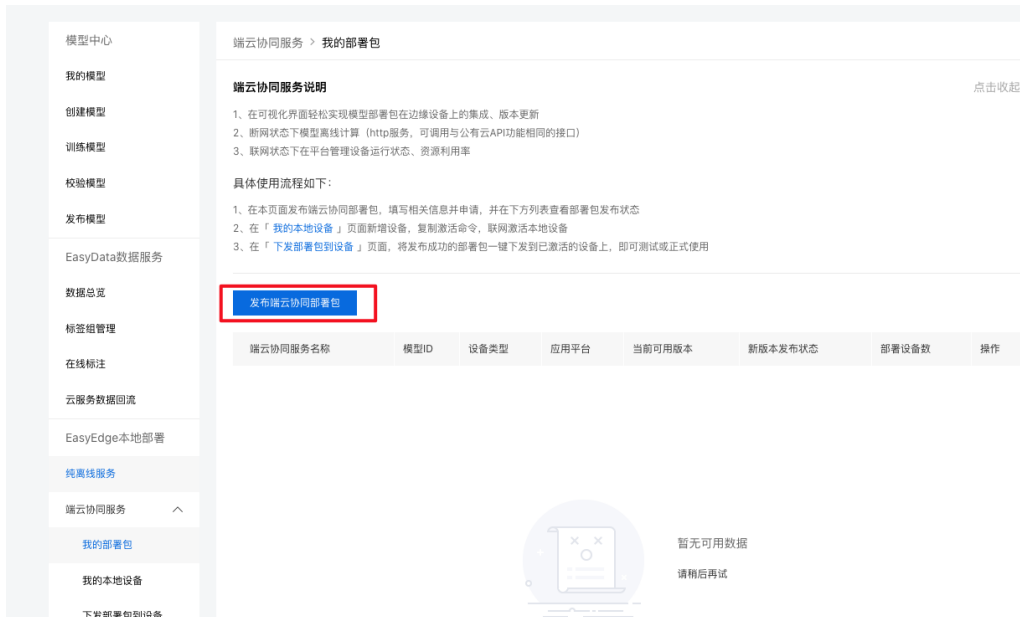 模型中心
我的模型
创建模型
训练模型
校验模型
发布模型
EasyData数据服务
数据总览
标签组管理
在线标注
云服务数据回流
EasyEdge本地部署
纯离线服务
端云协同服务
我的部署包
我的本地设备
下发部署包到设备
端云协同服务 > 我的部署包
端云协同服务说明
点击收起
1、在可视化界面轻松实现模型部署包在边缘设备上的集成、版本更新
2、断网状态下模型离线计算（http服务，可调用与公有云API功能相同的接口）
3、联网状态下在平台管理设备运行状态、资源利用率
具体使用流程如下：
1、在本页面发布端云协同部署包，填写相关信息并申请，并在下方列表查看部署包发布状态
2、在「 我的本地设备 」页面新增设备，复制激活命令，联网激活本地设备
3、在「 下发部署包到设备 」页面，将发布成功的部署包一键下发到已激活的设备上，即可测试或正式使用
发布端云协同部署包
端云协同服务名称 模型ID 设备类型 应用平台 当前可用版本 新版本发布状态 部署设备数 操作
暂无可用数据
请稍后再试